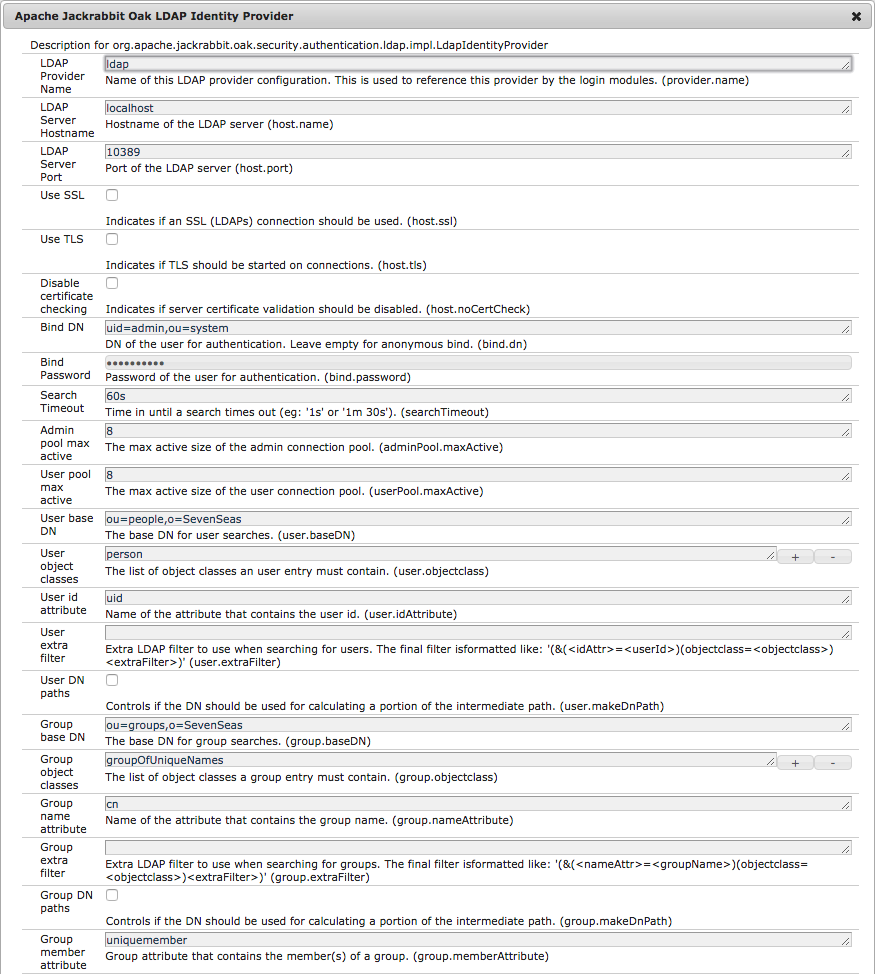 Apache Jackrabbit Oak LDAP Identity Provider
Description for org.apache.jackrabbit.oak.security.authentication.ldap.impl.LdapIdentityProvider
LDAP Provider Name
ldap
Name of this LDAP provider configuration. This is used to reference this provider by the login modules. (provider.name)
LDAP Server Hostname
localhost
Hostname of the LDAP server (host.name)
LDAP Server Port
10389
Port of the LDAP server (host.port)
Use SSL
Indicates if an SSL (LDAPs) connection should be used. (host.ssl)
Use TLS
Indicates if TLS should be started on connections. (host.tls)
Disable certificate checking
Indicates if server certificate validation should be disabled. (host.noCertCheck)
Bind DN
uid=admin,ou=system
DN of the user for authentication. Leave empty for anonymous bind. (bind.dn)
Bind Password
••••••••••
Password of the user for authentication. (bind.password)
Search Timeout
60s
Time in until a search times out (eg: '1s' or '1m 30s'). (searchTimeout)
Admin pool max active
8
The max active size of the admin connection pool. (adminPool.maxActive)
User pool max active
8
The max active size of the user connection pool. (userPool.maxActive)
User base DN
ou=people,o=SevenSeas
The base DN for user searches. (user.baseDN)
User object classes
person
+ -
The list of object classes an user entry must contain. (user.objectclass)
User id attribute
uid
Name of the attribute that contains the user id. (user.idAttribute)
User extra filter
Extra LDAP filter to use when searching for users. The final filter isformatted like: '(&(<idAttr>=<userId>)(objectclass=<objectclass>)
<extraFilter>)' (user.extraFilter)
User DN paths
Controls if the DN should be used for calculating a portion of the intermediate path. (user.makeDnPath)
Group base DN
ou=groups,o=SevenSeas
The base DN for group searches. (group.baseDN)
Group object classes
groupOfUniqueNames
+ -
The list of object classes a group entry must contain. (group.objectclass)
Group name attribute
cn
Name of the attribute that contains the group name. (group.nameAttribute)
Group extra filter
Extra LDAP filter to use when searching for groups. The final filter isformatted like: '(&(<nameAttr>=<groupName>)(objectclass=
<objectclass>)<extraFilter>)' (group.extraFilter)
Group DN paths
Controls if the DN should be used for calculating a portion of the intermediate path. (group.makeDnPath)
Group member attribute
uniquemember
Group attribute that contains the member(s) of a group. (group.memberAttribute)